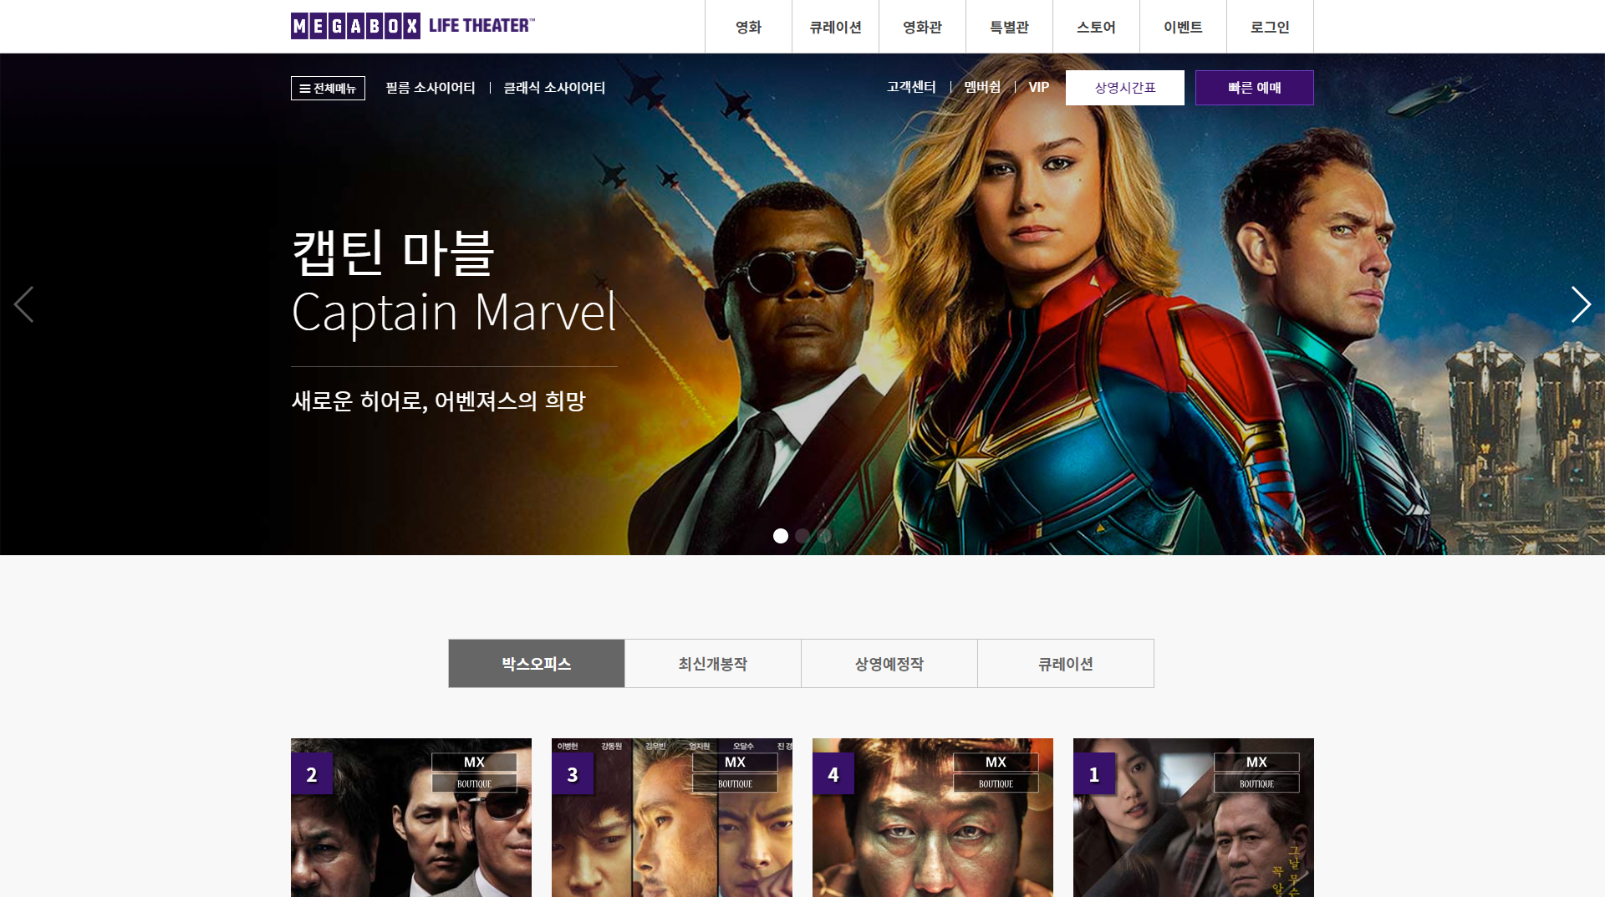 MEGABOX LIFE THEATER™
영화
큐레이션
영화관
특별관
스토어
이벤트
로그인
전체메뉴
필름 소사이어티
클래식 소사이어티
고객센터
멤버쉽
VIP
상영시간표
빠른 예매
캡틴 마블
Captain Marvel
새로운 히어로, 어벤져스의 희망
박스오피스
최신개봉작
상영예정작
큐레이션
2
MX
BOUTIQUE
이병헌 강동원 김우빈 엄지원 오달수 진경
3
MX
BOUTIQUE
4
MX
BOUTIQUE
1
MX
BOUTIQUE
그날 무슨
꼭 알